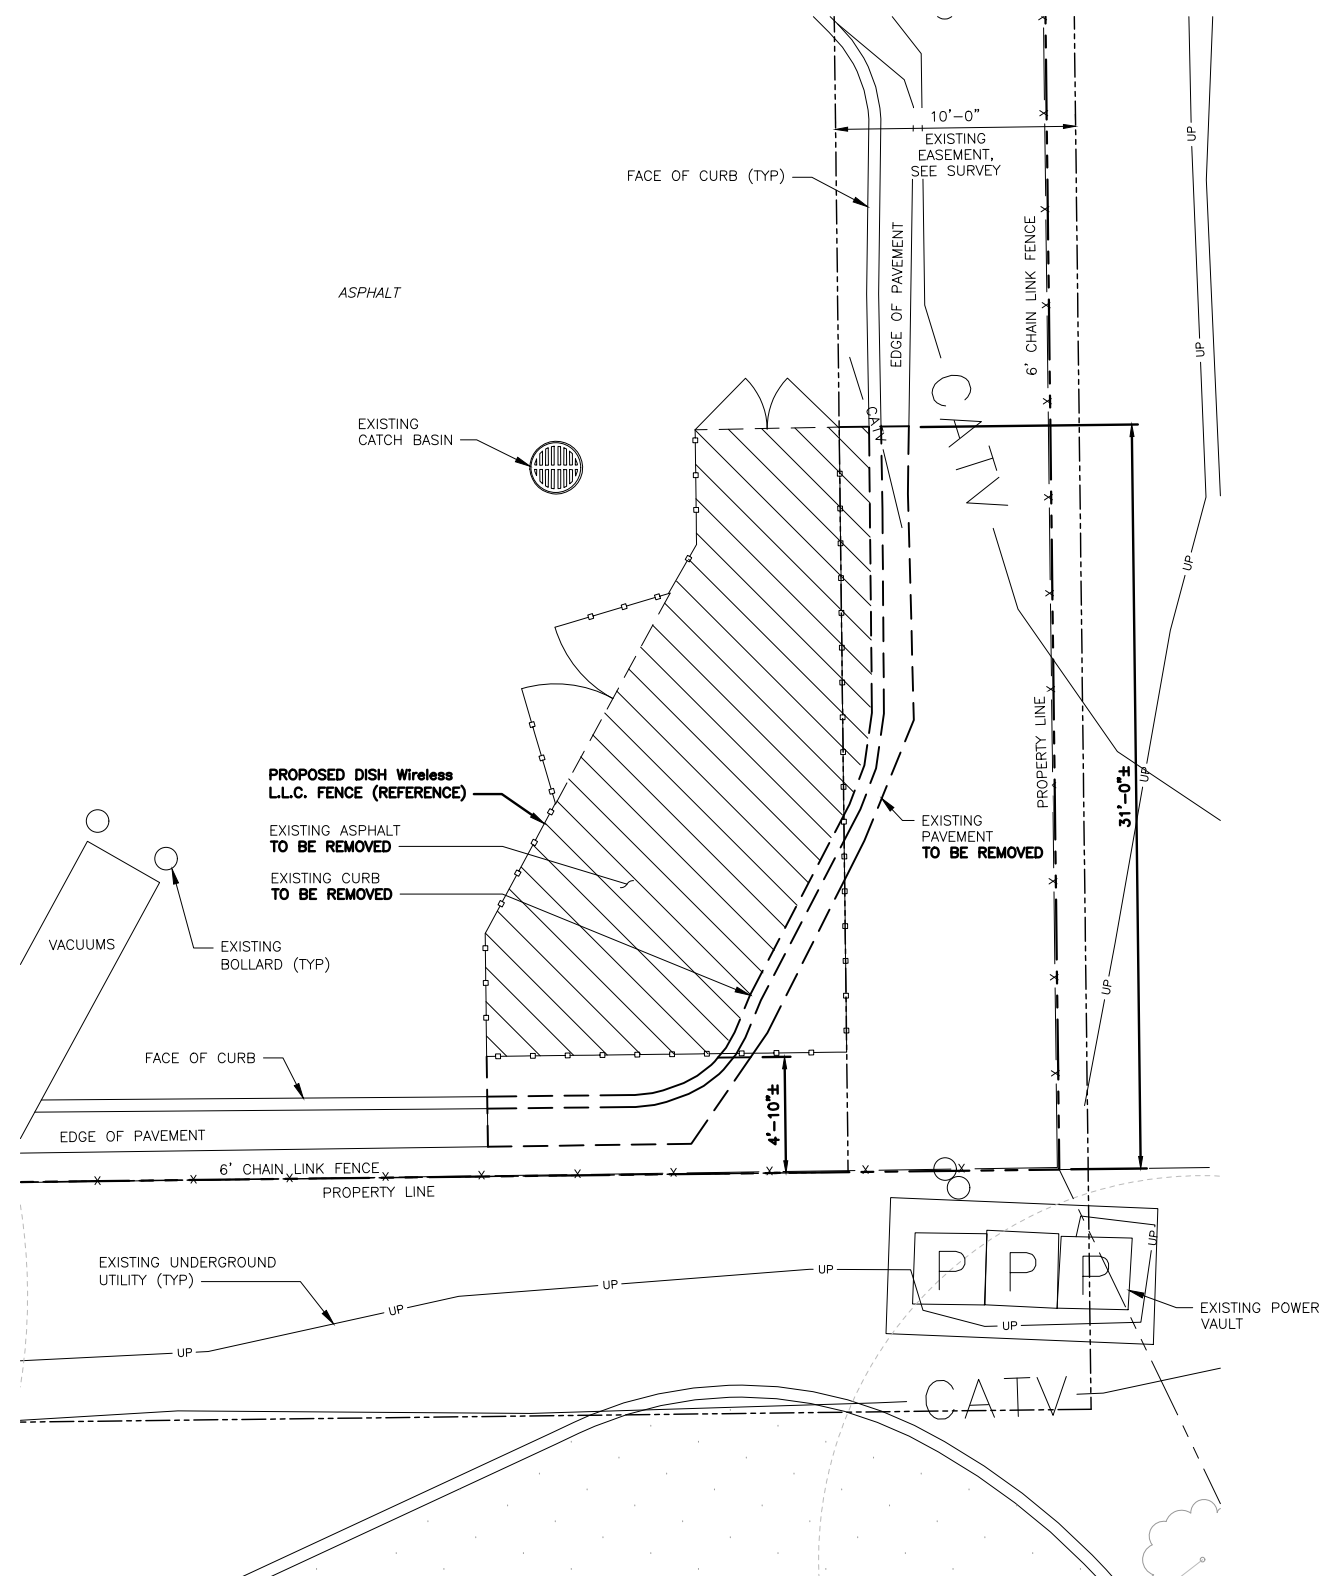 10'-0"
EXISTING
EASEMENT,
SEE SURVEY
UP
FACE OF CURB (TYP)
EDGE OF PAVEMENT
6' CHAIN LINK FENCE
ASPHALT
UP
CATV
CATV
EXISTING
CATCH BASIN
UP
PROPERTY LINE
PROPOSED DISH Wireless
L.L.C. FENCE (REFERENCE)
UP
31'-0"±
EXISTING ASPHALT
TO BE REMOVED
EXISTING
PAVEMENT
TO BE REMOVED
EXISTING CURB
TO BE REMOVED
VACUUMS
EXISTING
BOLLARD (TYP)
UP
FACE OF CURB
4'-10"±
EDGE OF PAVEMENT
6' CHAIN LINK FENCE
PROPERTY LINE
UP
EXISTING UNDERGROUND
UTILITY (TYP)
UP
UP
P P P
UP
UP
UP
EXISTING POWER
VAULT
CATV